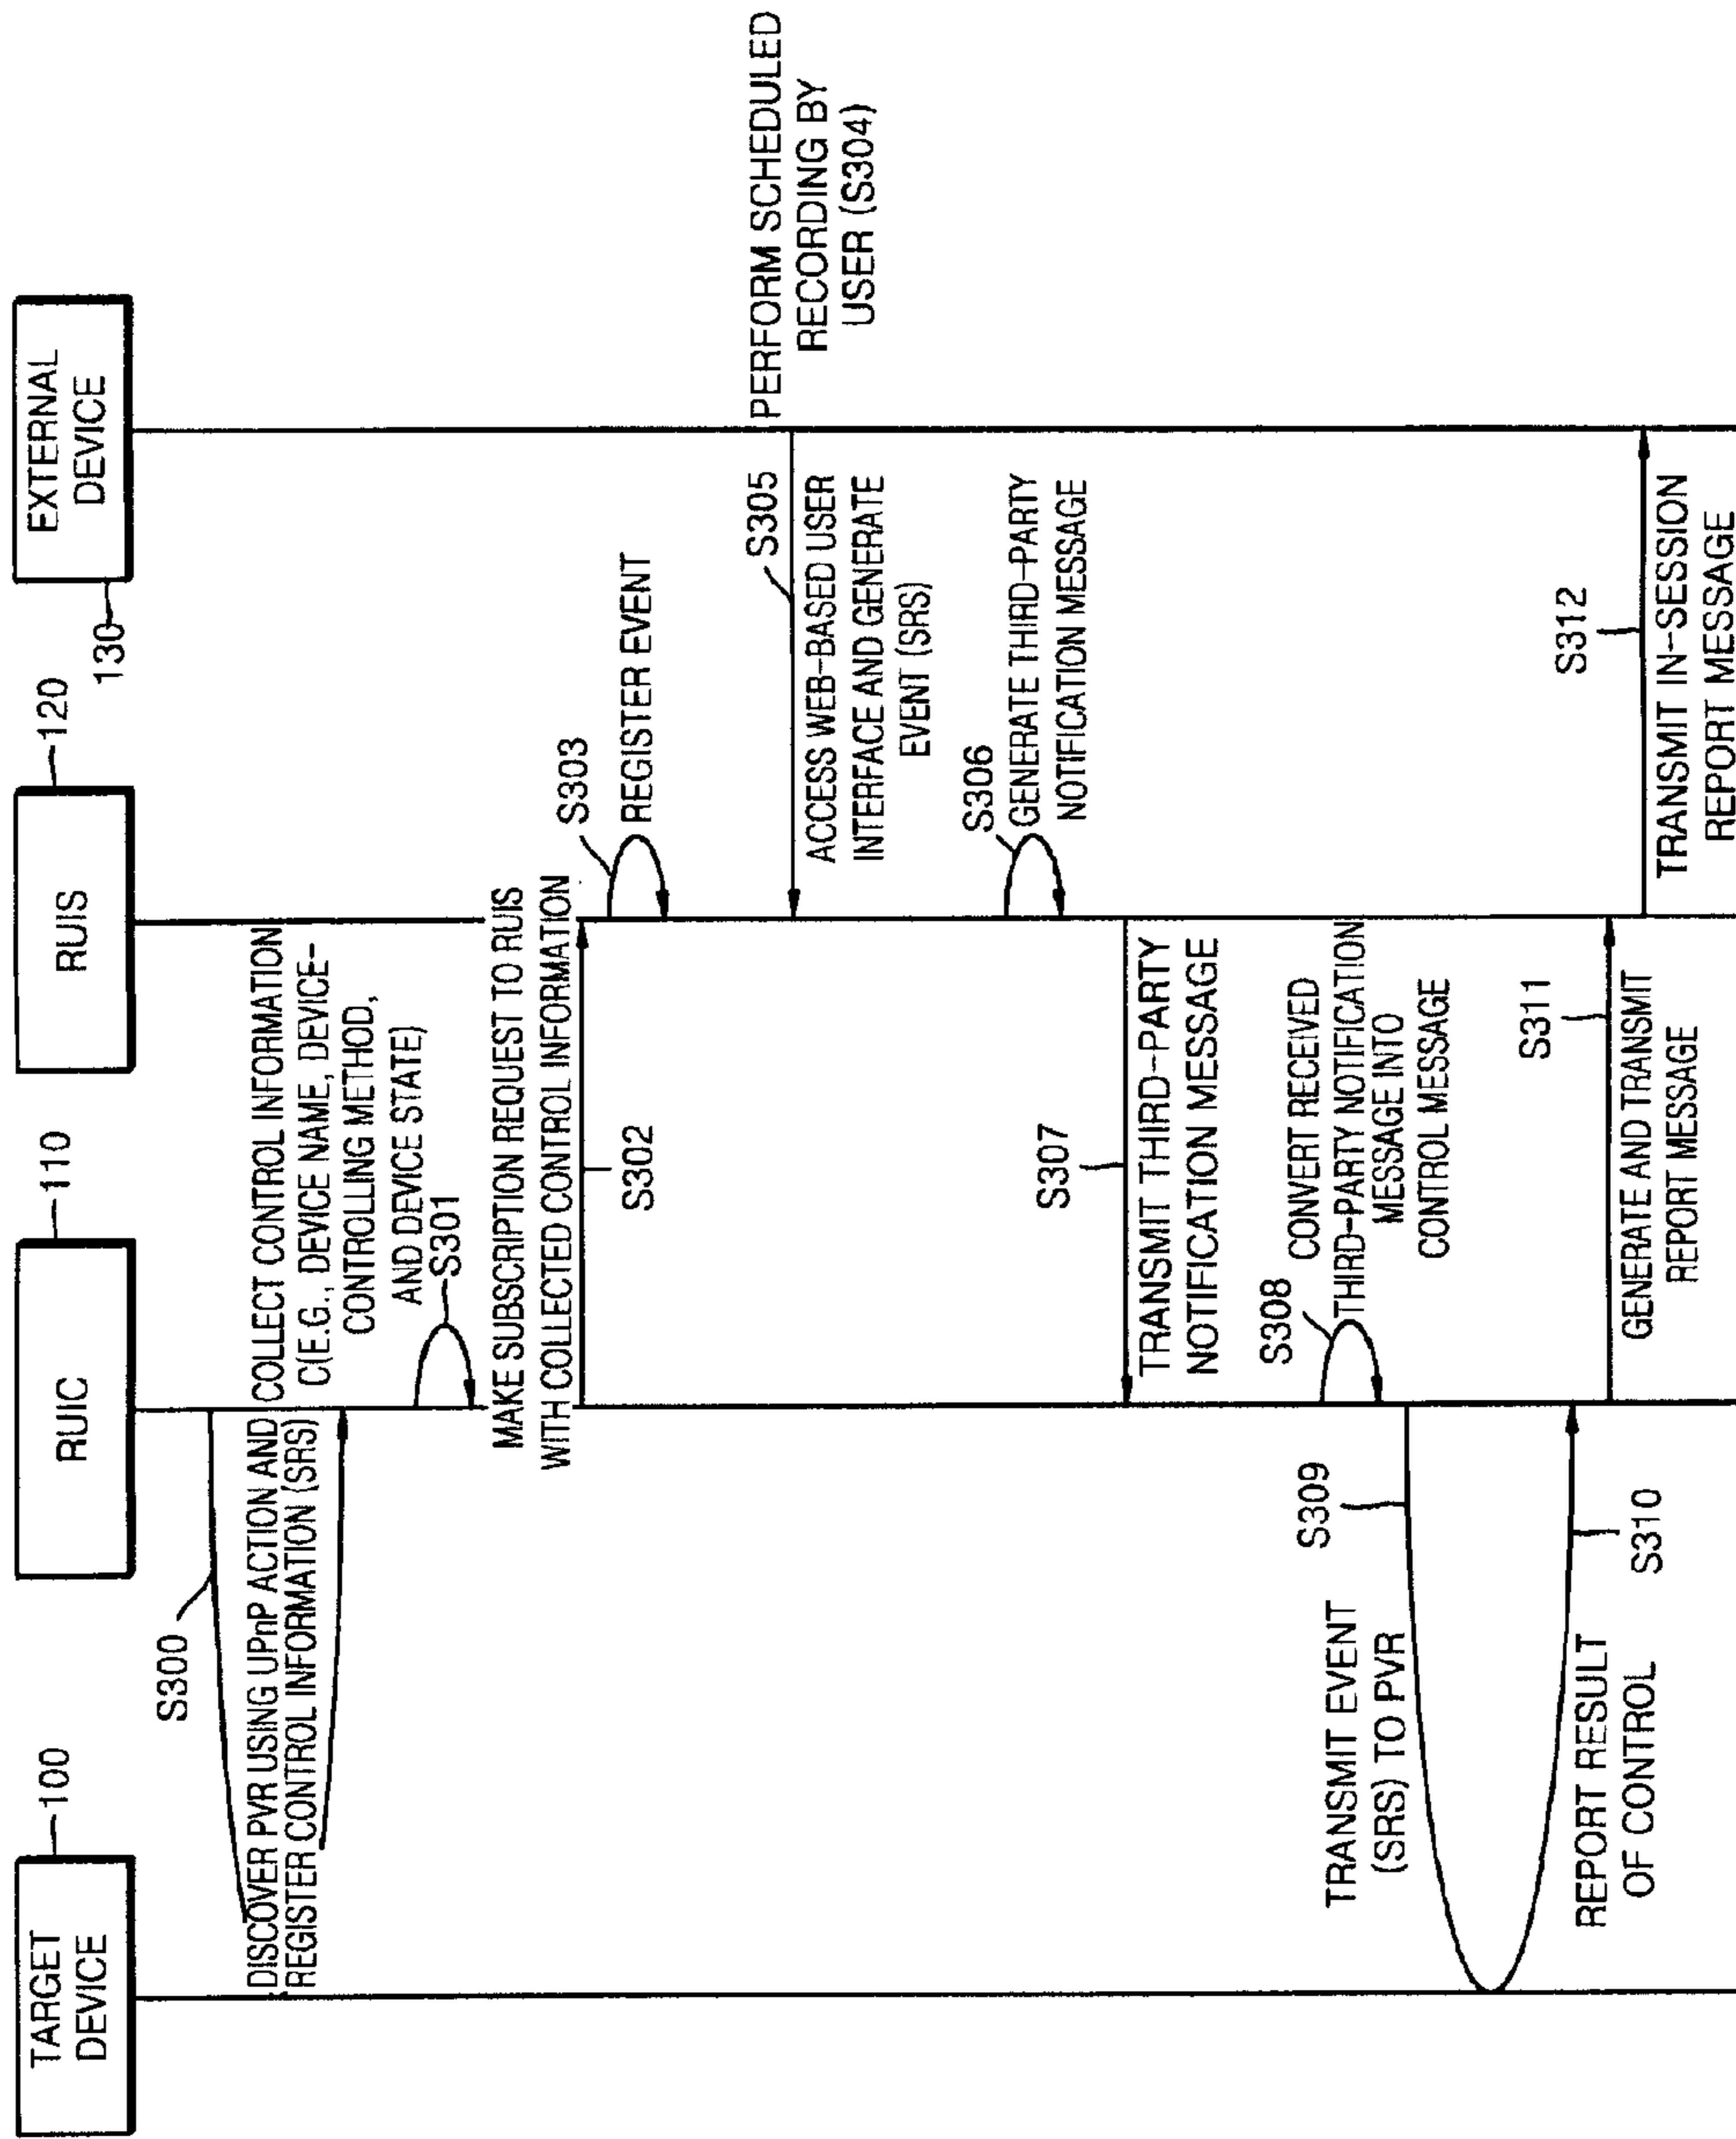 TARGET
DEVICE
100
RUIC
110
RUIS
120
EXTERNAL
DEVICE
130
S300
DISCOVER PVR USING UPnP ACTION AND
REGISTER CONTROL INFORMATION (SRS)
COLLECT CONTROL INFORMATION
C(E.G., DEVICE NAME, DEVICE-
CONTROLLING METHOD,
AND DEVICE STATE)
S301
MAKE SUBSCRIPTION REQUEST TO RUIS
WITH COLLECTED CONTROL INFORMATION
S302
S303
REGISTER EVENT
PERFORM SCHEDULED
RECORDING BY
USER (S304)
S305
ACCESS WEB-BASED USER
INTERFACE AND GENERATE
EVENT (SRS)
S306
GENERATE THIRD-PARTY
NOTIFICATION MESSAGE
S307
TRANSMIT THIRD-PARTY
NOTIFICATION MESSAGE
S308
CONVERT RECEIVED
THIRD-PARTY NOTIFICATION
MESSAGE INTO
CONTROL MESSAGE
S309
TRANSMIT EVENT
(SRS) TO PVR
S310
REPORT RESULT
OF CONTROL
S311
GENERATE AND TRANSMIT
REPORT MESSAGE
S312
TRANSMIT IN-SESSION
REPORT MESSAGE